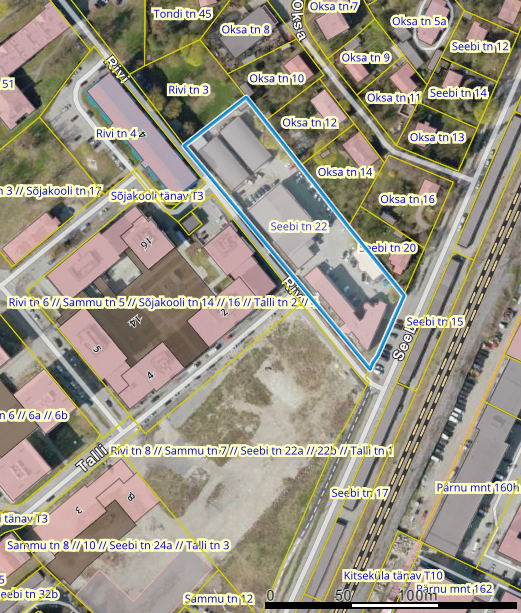 Tondi tn 45
Oksa tn 7
Oksa tn 5a
Oksa tn 8
Oksa
Seebi tn 12
Oksa tn 9
Rivi
Oksa tn 10
51
Rivi tn 3
Oksa tn 11
Seebi tn 14
Oksa tn 12
Rivi tn 4
4
Oksa tn 13
Oksa tn 14
n 3 // Sõjakooli tn 17
Sõjakooli tänav T3
Oksa tn 16
Seebi tn 22
16
Seebi tn 20
Rivi tn 6 // Sammu tn 5 // Sõjakooli tn 14 // 16 // Talli tn 2 //
2
14
Seebi tn 15
5
4
n 6 // 6a // 6b
Talli
Rivi tn 8 // Sammu tn 7 // Seebi tn 22a // 22b // Talli tn 1
Pärnu mnt 160h
Seebi tn 17
3
i tänav T3
Sammu tn 8 // 10 // Seebi tn 24a // Talli tn 3
Kitseküla tänav T10
Pärnu mnt 162
5
eebi tn 32b
Sammu tn 12
0 50 100m